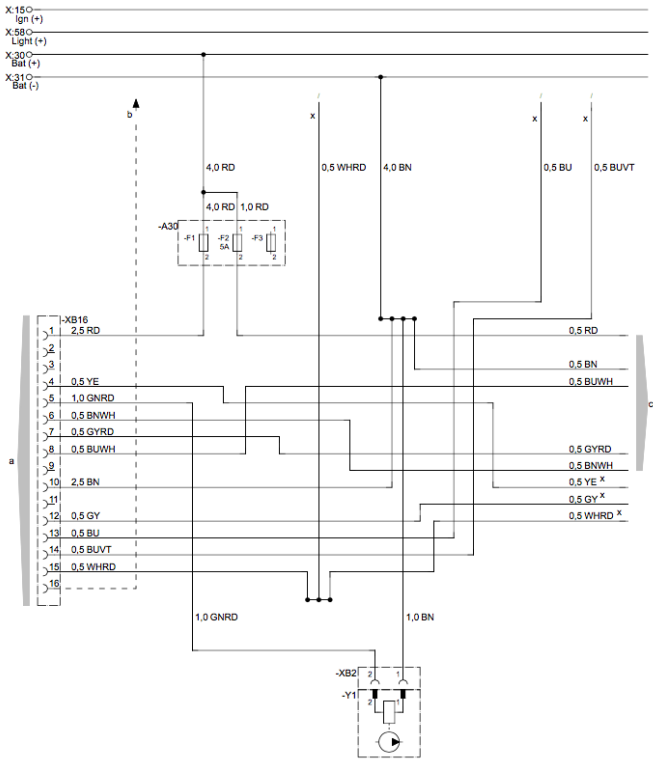 X:15
Ign (+)
X:58
Light (+)
X:30
Bat (+)
X:31
Bat (-)
b
x
x
x
4,0 RD
0,5 WHRD
4,0 BN
0,5 BU
0,5 BUVT
4,0 RD
1,0 RD
-A30
1
1
1
-F1
-F2
-F3
5A
2
2
2
-XB16
1
2,5 RD
0,5 RD
2
3
0,5 BN
4
0,5 YE
0,5 BUWH
5
1,0 GNRD
c
6
0,5 BNWH
7
0,5 GYRD
8
0,5 BUWH
0,5 GYRD
a
9
0,5 BNWH
10
2,5 BN
0,5 YE x
11
0,5 GY x
12
0,5 GY
0,5 WHRD x
13
0,5 BU
14
0,5 BUVT
15
0,5 WHRD
16
1,0 GNRD
1,0 BN
-XB2
2
1
-Y1
2
1